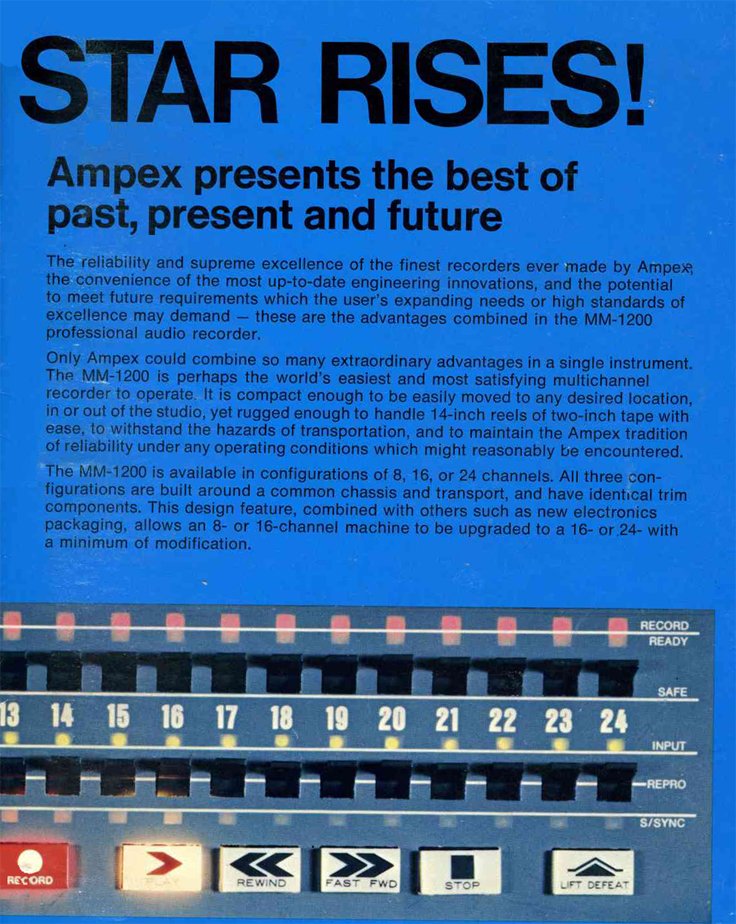 STAR RISES!
Ampex presents the best of
past, present and future
The reliability and supreme excellence of the finest recorders ever made by Ampex,
the convenience of the most up-to-date engineering innovations, and the potential
to meet future requirements which the user's expanding needs or high standards of
excellence may demand — these are the advantages combined in the MM-1200
professional audio recorder.
Only Ampex could combine so many extraordinary advantages in a single instrument.
The MM-1200 is perhaps the world's easiest and most satisfying multichannel
recorder to operate. It is compact enough to be easily moved to any desired location,
in or out of the studio, yet rugged enough to handle 14-inch reels of two-inch tape with
ease, to withstand the hazards of transportation, and to maintain the Ampex tradition
of reliability under any operating conditions which might reasonably be encountered.
The MM-1200 is available in configurations of 8, 16, or 24 channels. All three con-
figurations are built around a common chassis and transport, and have identical trim
components. This design feature, combined with others such as new electronics
packaging, allows an 8- or 16-channel machine to be upgraded to a 16- or 24- with
a minimum of modification.
RECORD
READY
SAFE
13 14 15 16 17 18 19 20 21 22 23 24
INPUT
REPRO
S/SYNC
RECORD PLAY REWIND FAST FWD STOP LIFT DEFEAT